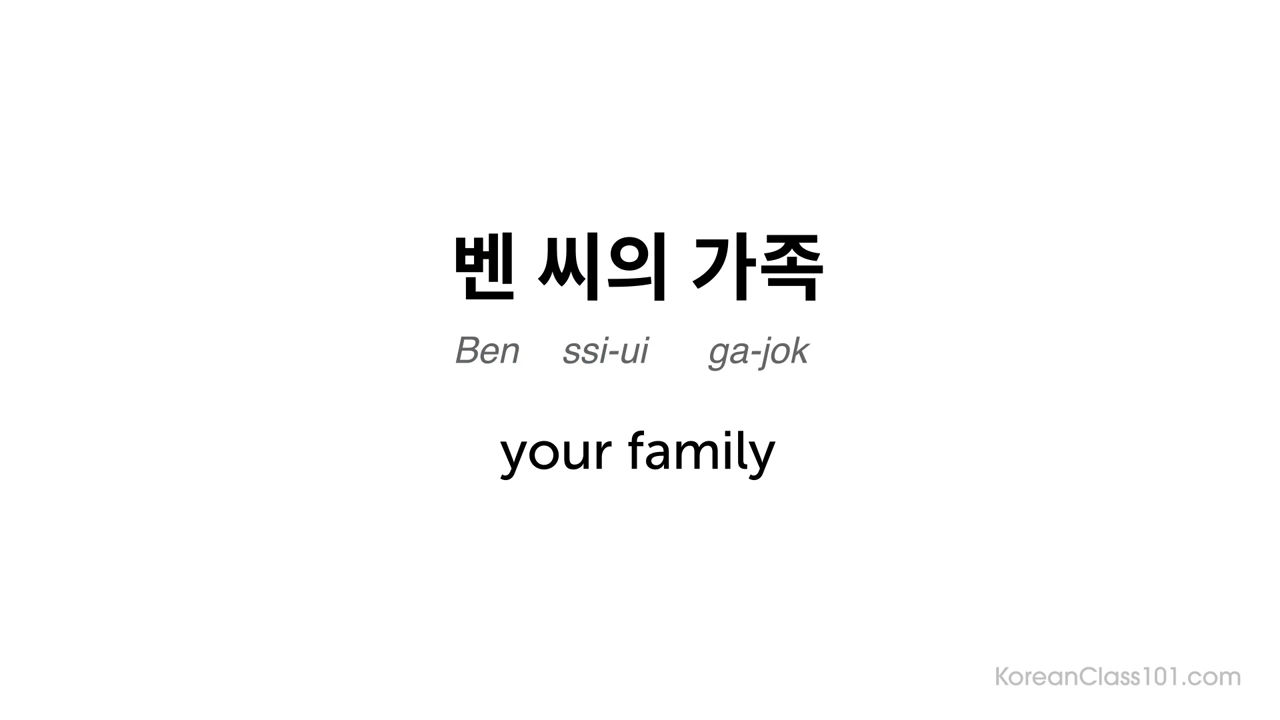 벤 씨의 가족
Ben ssi-ui ga-jok
your family
KoreanClass101.com